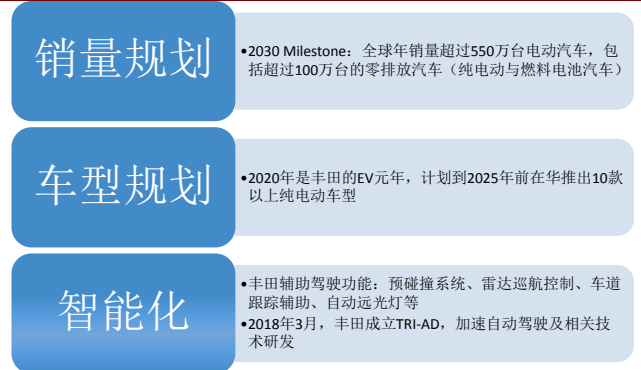 销量规划
•2030 Milestone：全球年销量超过550万台电动汽车，包
括超过100万台的零排放汽车（纯电动与燃料电池汽车）
车型规划
•2020年是丰田的EV元年，计划到2025年前在华推出10款
以上纯电动车型
智能化
•丰田辅助驾驶功能：预碰撞系统、雷达巡航控制、车道
跟踪辅助、自动远光灯等
•2018年3月，丰田成立TRI-AD，加速自动驾驶及相关技
术研发